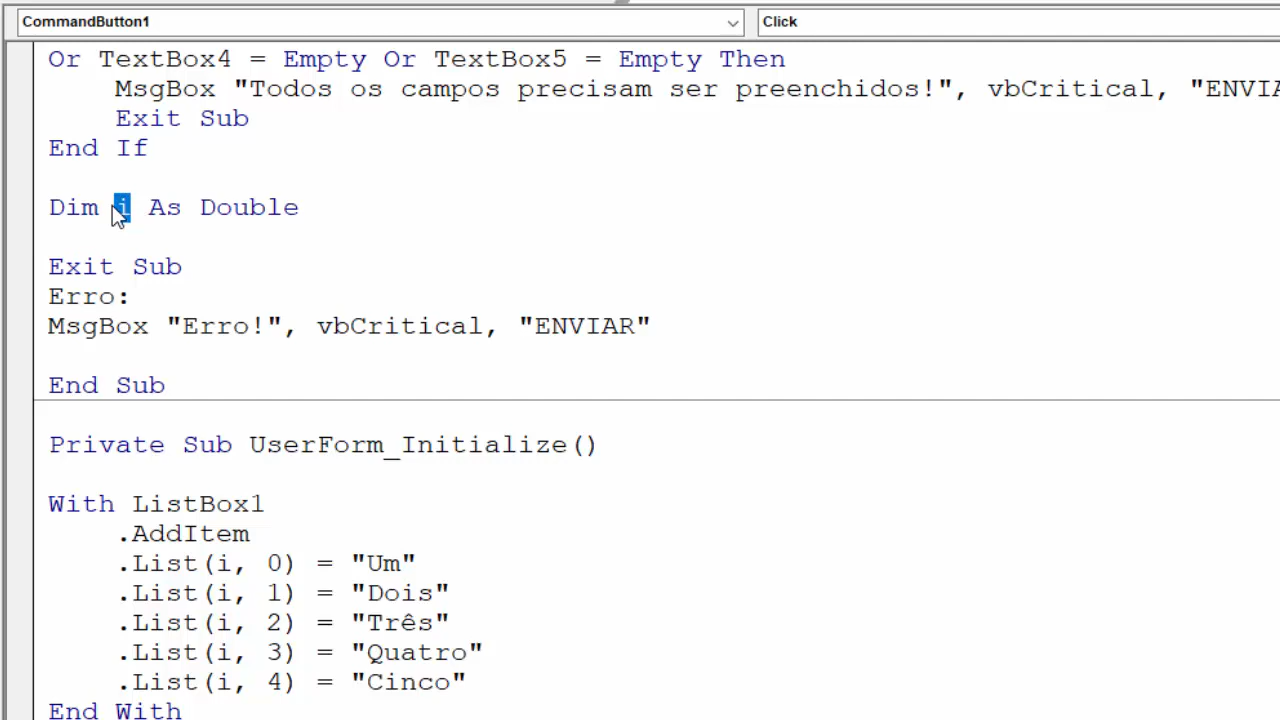 CommandButton1 Click
Or TextBox4 = Empty Or TextBox5 = Empty Then
MsgBox "Todos os campos precisam ser preenchidos!", vbCritical, "ENVIA
Exit Sub
End If
Dim i As Double
Exit Sub
Erro:
MsgBox "Erro!", vbCritical, "ENVIAR"
End Sub
Private Sub UserForm_Initialize()
With ListBox1
.AddItem
.List(i, 0) = "Um"
.List(i, 1) = "Dois"
.List(i, 2) = "Três"
.List(i, 3) = "Quatro"
.List(i, 4) = "Cinco"
End With